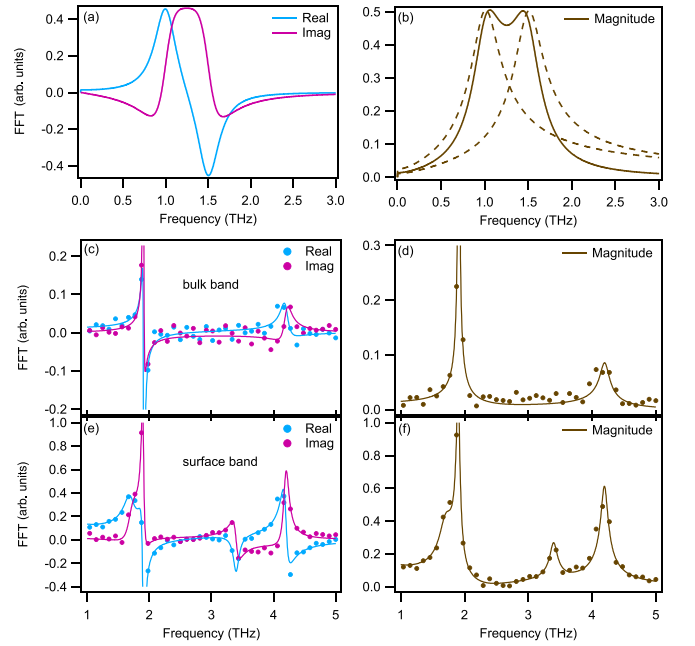 (a)
Real
Imag
FFT (arb. units)
0.4
0.2
0.0
-0.2
-0.4
0.0 0.5 1.0 1.5 2.0 2.5 3.0
Frequency (THz)
(b)
Magnitude
0.5
0.4
0.3
0.2
0.1
0.0
0.0 0.5 1.0 1.5 2.0 2.5 3.0
Frequency (THz)
(c)
Real
Imag
bulk band
FFT (arb. units)
0.2
0.1
0.0
-0.1
-0.2
(d)
Magnitude
0.3
0.2
0.1
0.0
(e)
Real
Imag
surface band
FFT (arb. units)
1.0
0.8
0.6
0.4
0.2
0.0
-0.2
-0.4
1 2 3 4 5
Frequency (THz)
(f)
Magnitude
1.0
0.8
0.6
0.4
0.2
0.0
1 2 3 4 5
Frequency (THz)